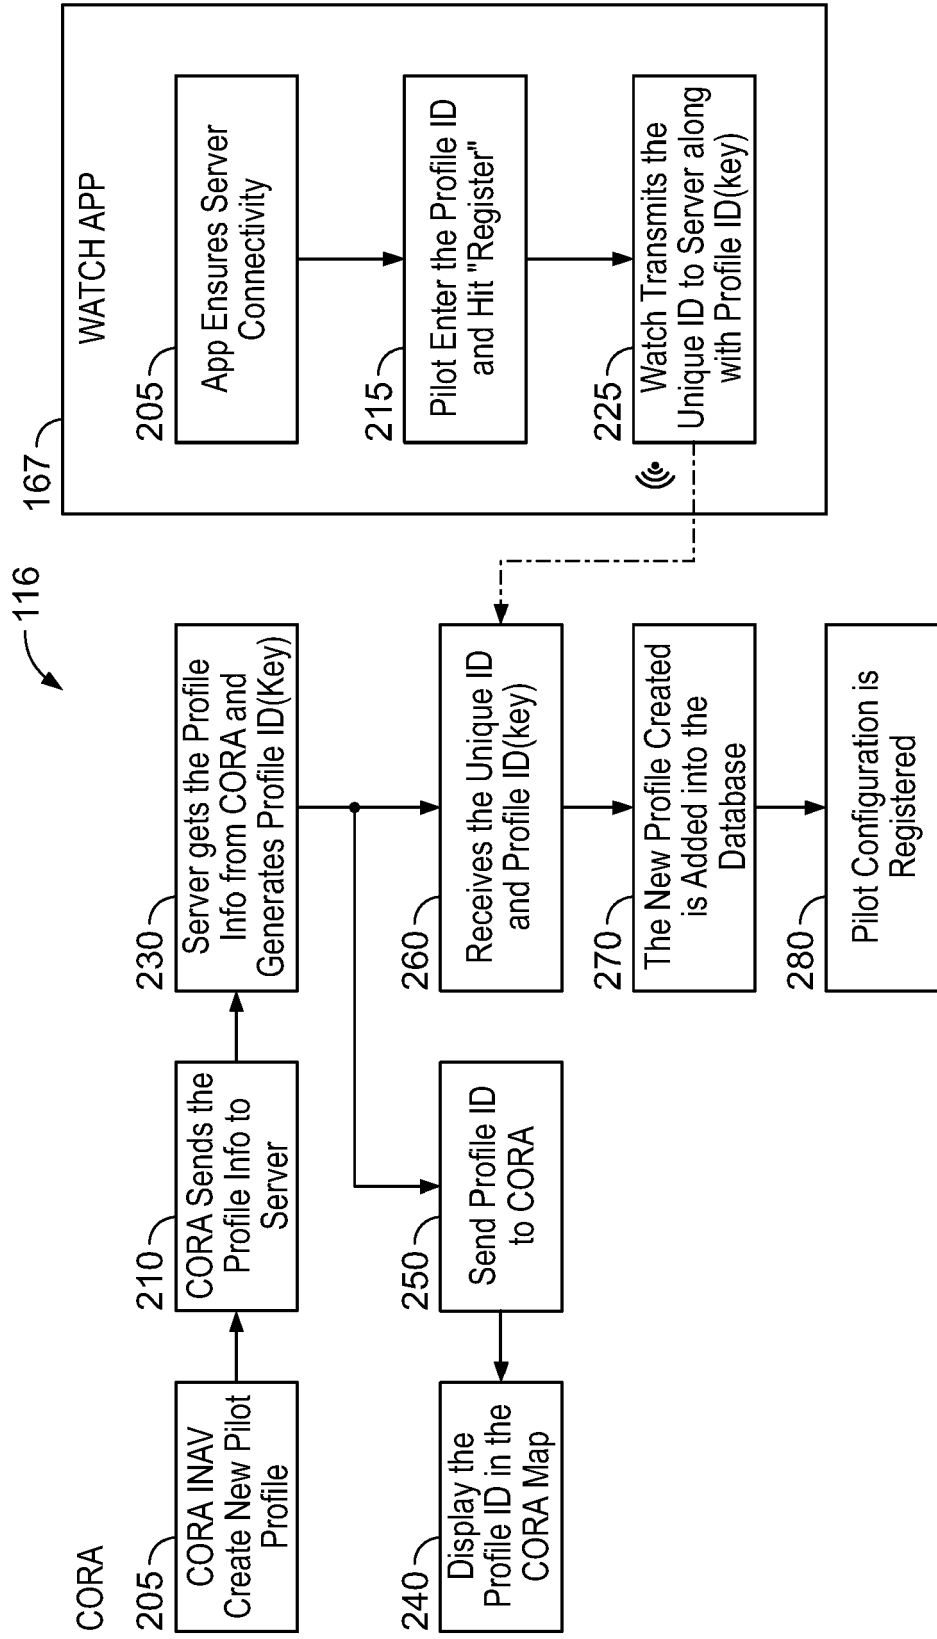 116
CORA
205
CORA INAV
Create New Pilot
Profile
210
CORA Sends the
Profile Info to
Server
230
Server gets the Profile
Info from CORA and
Generates Profile ID(Key)
240
Display the
Profile ID in the
CORA Map
250
Send Profile ID
to CORA
260
Receives the Unique ID
and Profile ID(key)
270
The New Profile Created
is Added into the
Database
280
Pilot Configuration is
Registered
167
WATCH APP
205
App Ensures Server
Connectivity
215
Pilot Enter the Profile ID
and Hit "Register"
225
Watch Transmits the
Unique ID to Server along
with Profile ID(key)